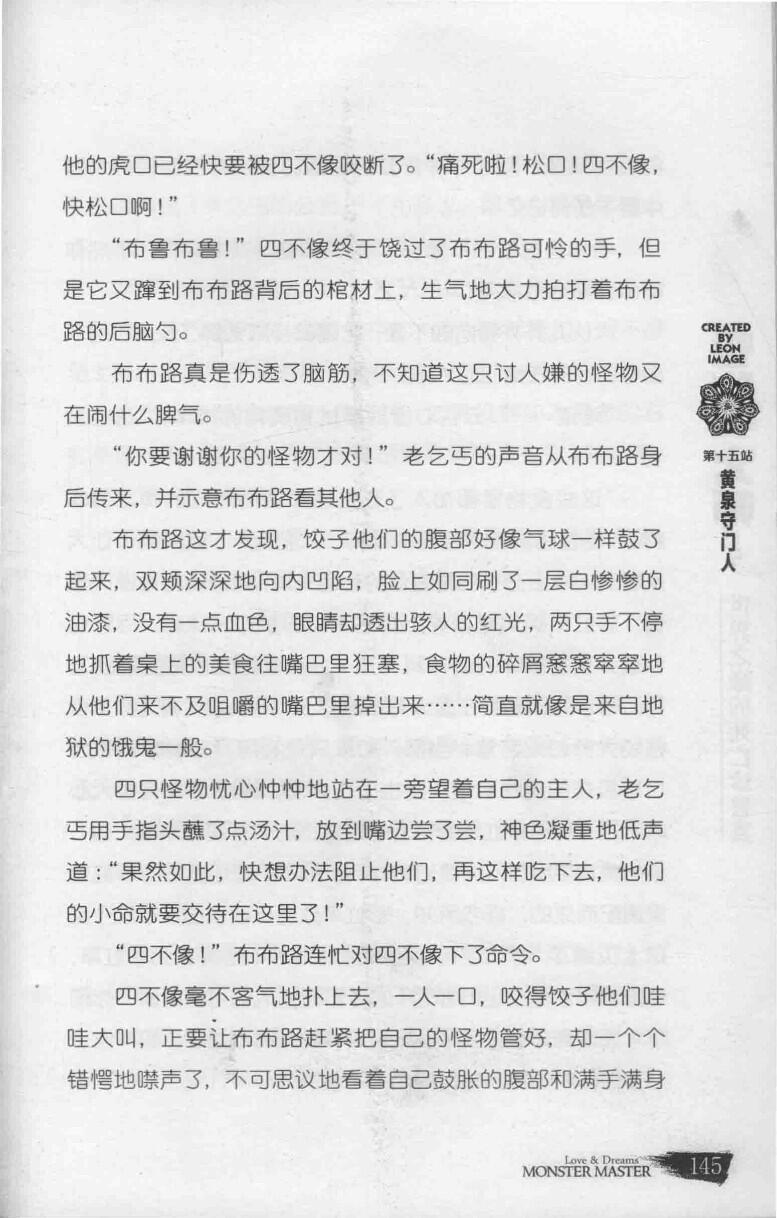 他的虎口已经快要被四不像咬断了。“痛死啦！松口！四不像，
快松口啊！”
“布鲁布鲁！”四不像终于饶过了布布路可怜的手，但
是它又蹿到布布路背后的棺材上，生气地大力拍打着布布
路的后脑勺。
布布路真是伤透了脑筋，不知道这只讨人嫌的怪物又
在闹什么脾气。
“你要谢谢你的怪物才对！”老乞丐的声音从布布路身
后传来，并示意布布路看其他人。
布布路这才发现，饺子他们的腹部好像气球一样鼓了
起来，双颊深深地向内凹陷，脸上如同刷了一层白惨惨的
油漆，没有一点血色，眼睛却透出骇人的红光，两只手不停
地抓着桌上的美食往嘴巴里狂塞，食物的碎屑窸窸窣窣地
从他们来不及咀嚼的嘴巴里掉出来……简直就像是来自地
狱的饿鬼一般。
四只怪物忧心忡忡地站在一旁望着自己的主人，老乞
丐用手指头蘸了点汤汁，放到嘴边尝了尝，神色凝重地低声
道：“果然如此，快想办法阻止他们，再这样吃下去，他们
的小命就要交待在这里了！”
“四不像！”布布路连忙对四不像下了命令。
四不像毫不客气地扑上去，一人一口，咬得饺子他们哇
哇大叫，正要让布布路赶紧把自己的怪物管好，却一个个
错愕地噤声了，不可思议地看着自己鼓胀的腹部和满手满身
CREATED
BY
LEON
IMAGE
第十五站
黄泉守门人
Love & Dreams
MONSTER MASTER
145